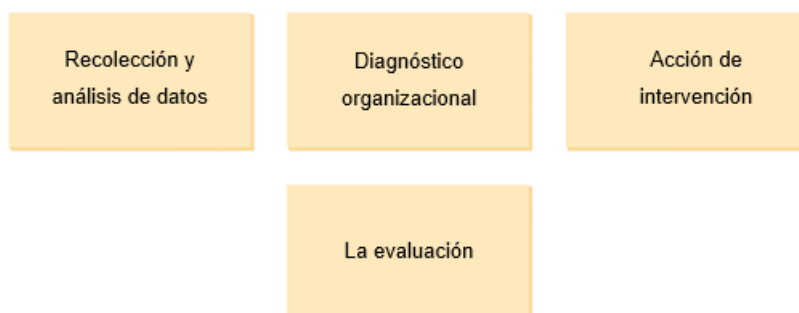 Recolección y
análisis de datos
Diagnóstico
organizacional
Acción de
intervención
La evaluación